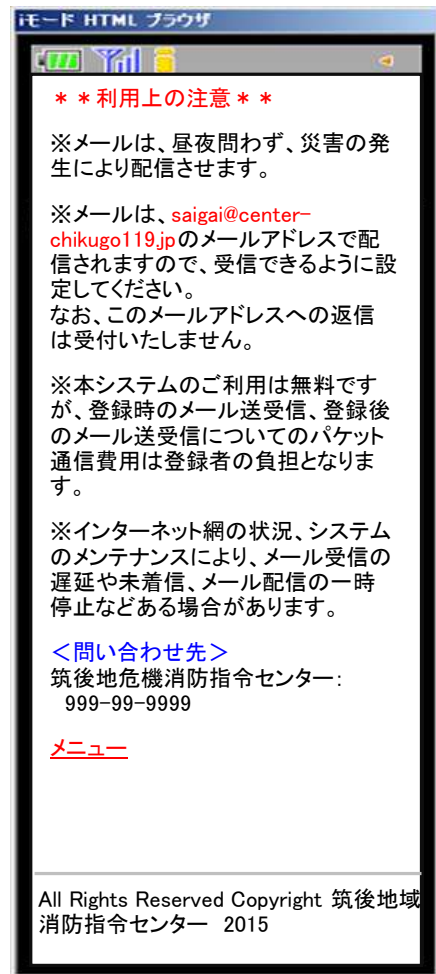 iモード HTML ブラウザ
＊＊利用上の注意＊＊
※メールは、昼夜問わず、災害の発
生により配信させます。
※メールは、saigai@center-
chikugo119.jpのメールアドレスで配
信されますので、受信できるように設
定してください。
なお、このメールアドレスへの返信
は受付いたしません。
※本システムのご利用は無料です
が、登録時のメール送受信、登録後
のメール送受信についてのパケット
通信費用は登録者の負担となりま
す。
※インターネット網の状況、システム
のメンテナンスにより、メール受信の
遅延や未着信、メール配信の一時
停止などある場合があります。
＜問い合わせ先＞
筑後地危機消防指令センター：
999-99-9999
メニュー
All Rights Reserved Copyright 筑後地域
消防指令センター 2015